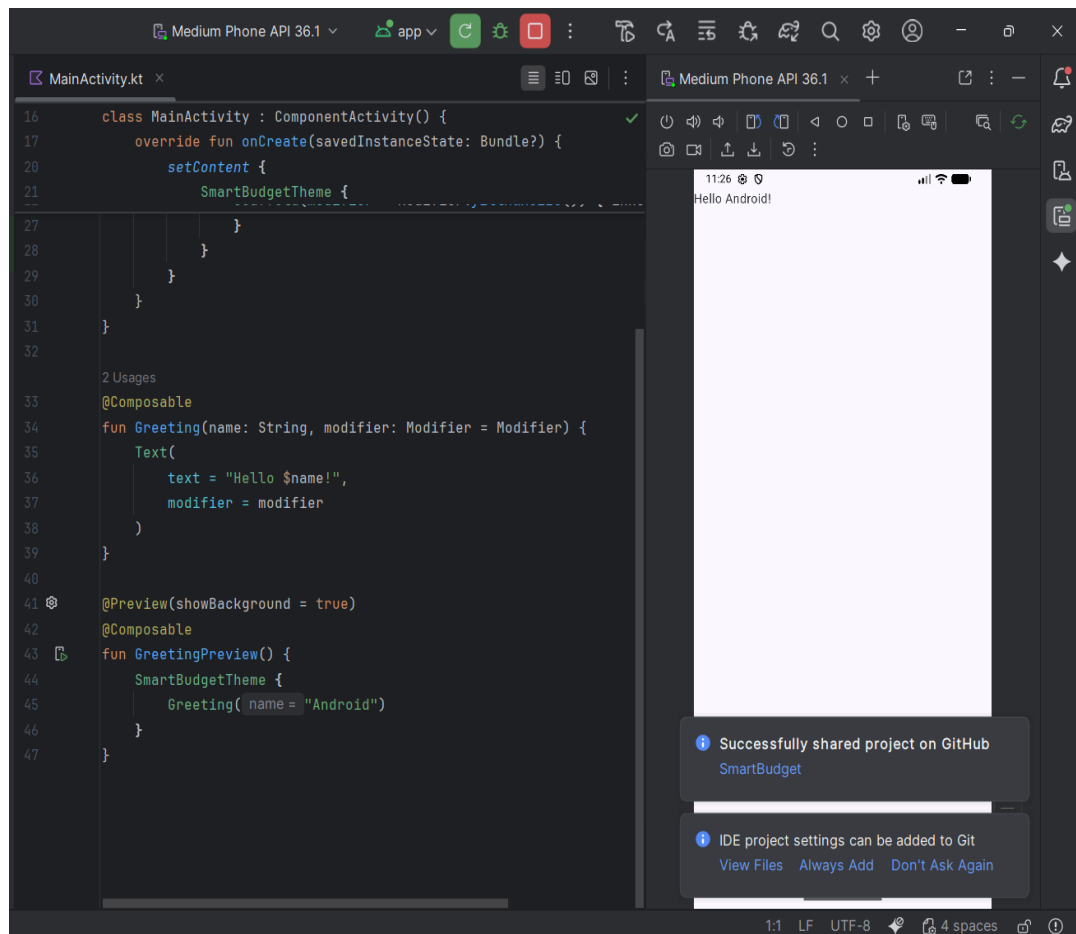 Medium Phone API 36.1 app
MainActivity.kt
Medium Phone API 36.1
16 class MainActivity : ComponentActivity() {
17 override fun onCreate(savedInstanceState: Bundle?) {
20 setContent {
21 SmartBudgetTheme {
27 }
28 }
29 }
30 }
31 }
32
2 Usages
33 @Composable
34 fun Greeting(name: String, modifier: Modifier = Modifier) {
35 Text(
36 text = "Hello $name!",
37 modifier = modifier
38 )
39 }
40
41 @Preview(showBackground = true)
42 @Composable
43 fun GreetingPreview() {
44 SmartBudgetTheme {
45 Greeting( name = "Android")
46 }
47 }
11:26
Hello Android!
Successfully shared project on GitHub
SmartBudget
IDE project settings can be added to Git
View Files Always Add Don't Ask Again
1:1 LF UTF-8 4 spaces